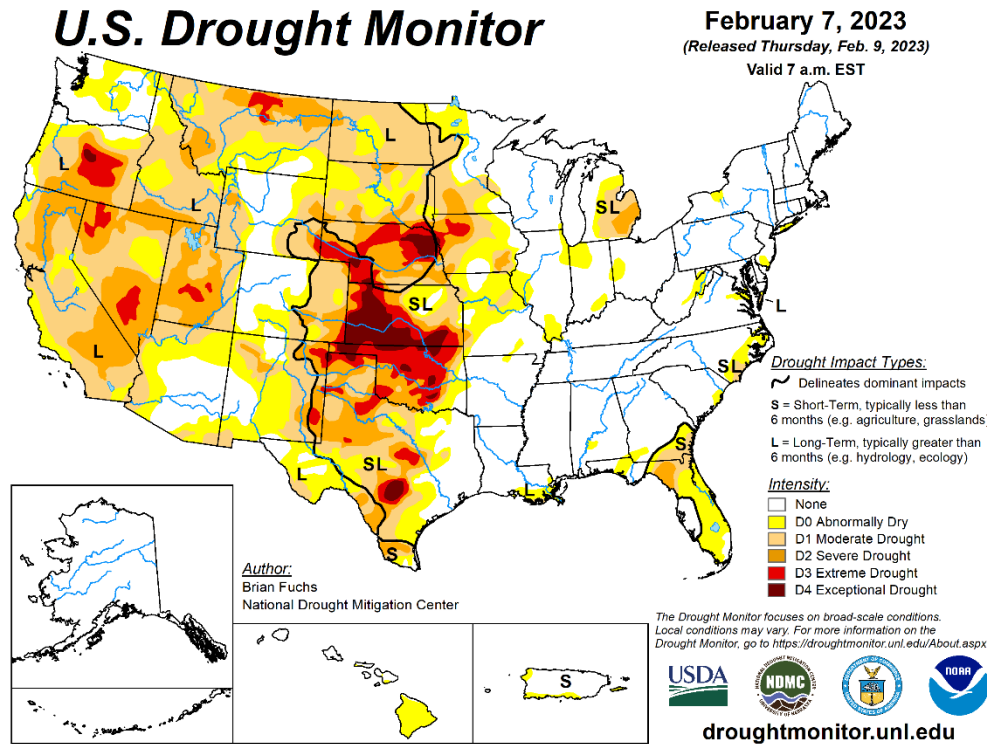 U.S. Drought Monitor
February 7, 2023
(Released Thursday, Feb. 9, 2023)
Valid 7 a.m. EST
L
L
L
L
SL
L
SL
L
L
SL
SL
L
L
S
S
Drought Impact Types:
Delineates dominant impacts
S = Short-Term, typically less than
6 months (e.g. agriculture, grasslands)
L = Long-Term, typically greater than
6 months (e.g. hydrology, ecology)
Intensity:
None
D0 Abnormally Dry
D1 Moderate Drought
D2 Severe Drought
D3 Extreme Drought
D4 Exceptional Drought
Author:
Brian Fuchs
National Drought Mitigation Center
S
The Drought Monitor focuses on broad-scale conditions.
Local conditions may vary. For more information on the
Drought Monitor, go to https://droughtmonitor.unl.edu/About.aspx
USDA
NDMC
NOAA
droughtmonitor.unl.edu